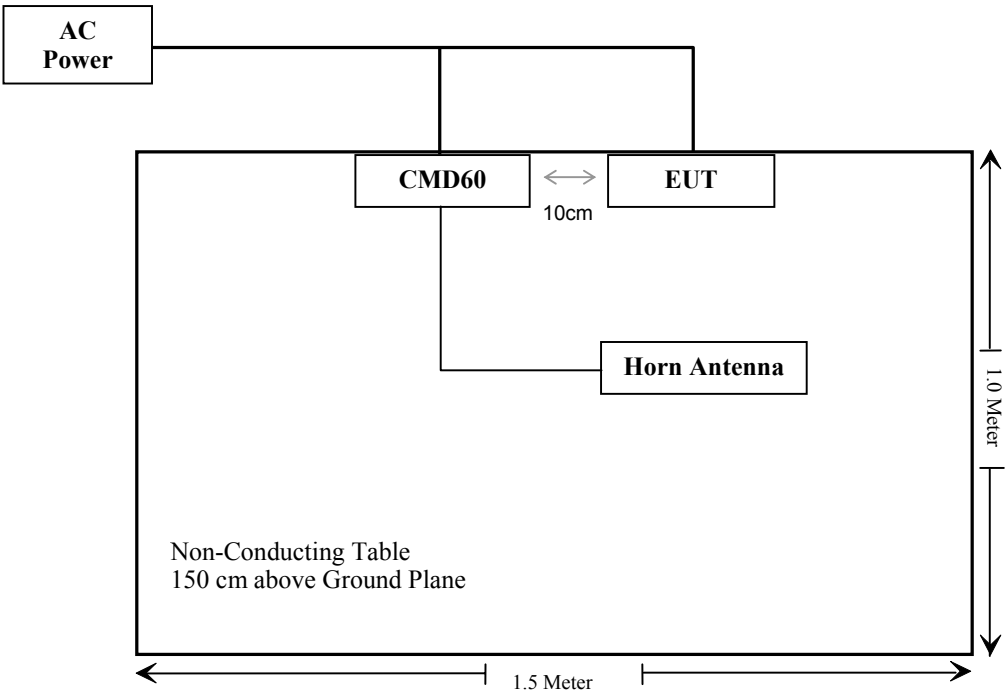 AC
Power
CMD60
EUT
10cm
Horn Antenna
1.0 Meter
Non-Conducting Table
150 cm above Ground Plane
1.5 Meter